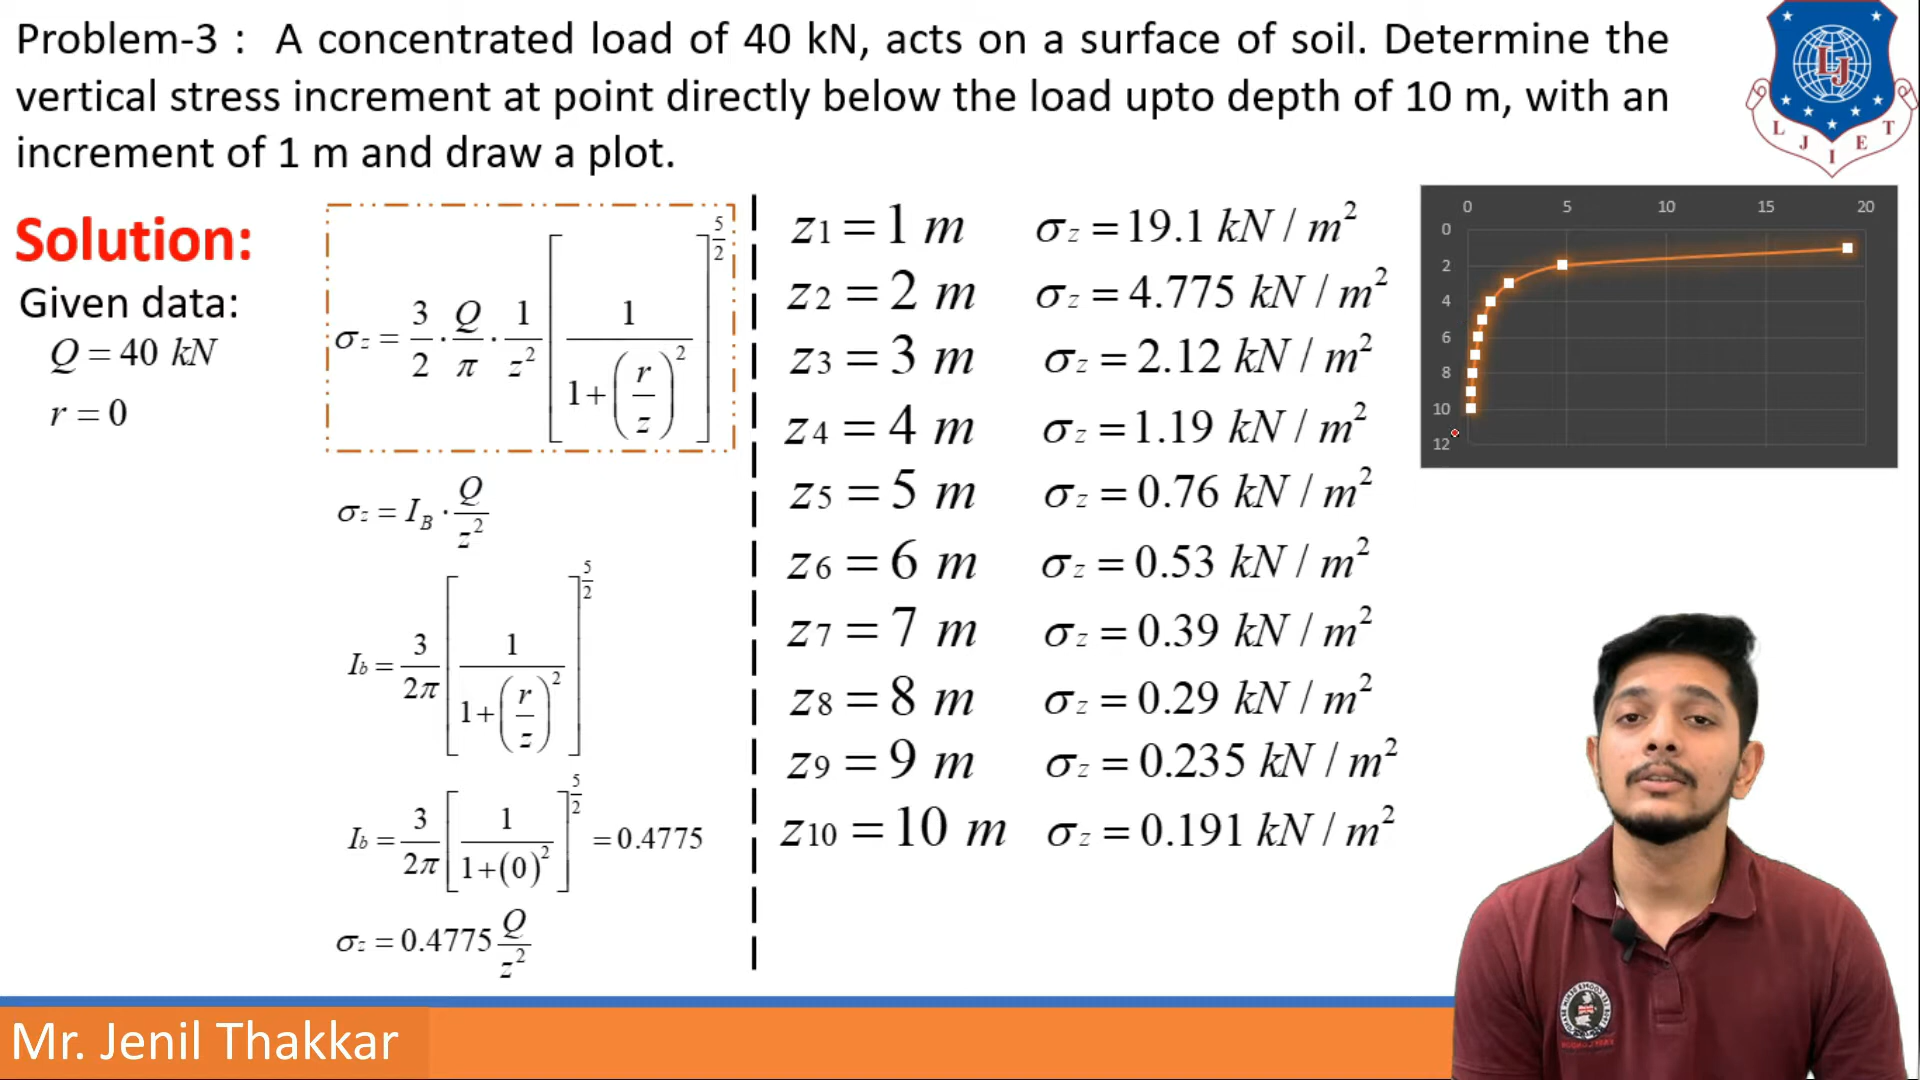 Problem-3 : A concentrated load of 40 kN, acts on a surface of soil. Determine the
vertical stress increment at point directly below the load upto depth of 10 m, with an
increment of 1 m and draw a plot.
L J I E T
LJ
Solution:
Given data:
Q = 40 kN
r = 0
σz = 3/2 · Q/π · 1/z² [1/(1+(r/z)²)]^(5/2)
σz = I_B · Q/z²
Ib = 3/2π [1/(1+(r/z)²)]^(5/2)
Ib = 3/2π [1/(1+(0)²)]^(5/2) = 0.4775
σz = 0.4775 Q/z²
z1 = 1 m σz = 19.1 kN / m²
z2 = 2 m σz = 4.775 kN / m²
z3 = 3 m σz = 2.12 kN / m²
z4 = 4 m σz = 1.19 kN / m²
z5 = 5 m σz = 0.76 kN / m²
z6 = 6 m σz = 0.53 kN / m²
z7 = 7 m σz = 0.39 kN / m²
z8 = 8 m σz = 0.29 kN / m²
z9 = 9 m σz = 0.235 kN / m²
z10 = 10 m σz = 0.191 kN / m²
0 5 10 15 20
0
2
4
6
8
10
12
Mr. Jenil Thakkar